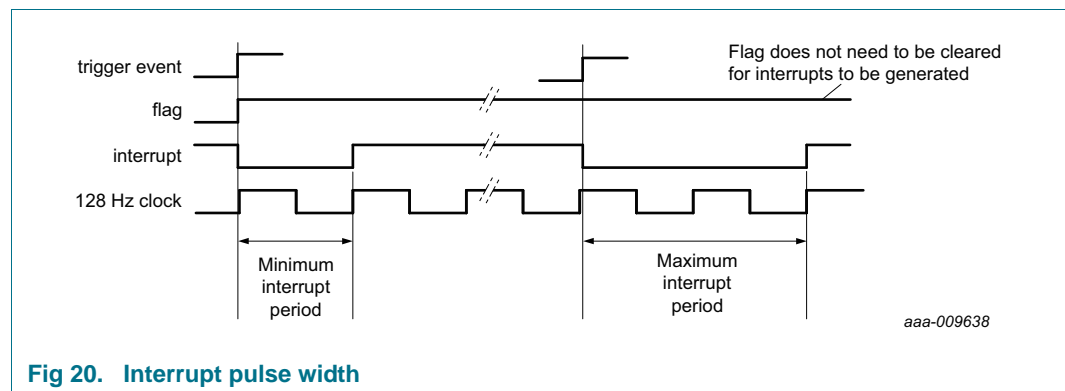 trigger event
Flag does not need to be cleared
for interrupts to be generated
flag
interrupt
128 Hz clock
Minimum
interrupt
period
Maximum
interrupt
period
aaa-009638
Fig 20. Interrupt pulse width